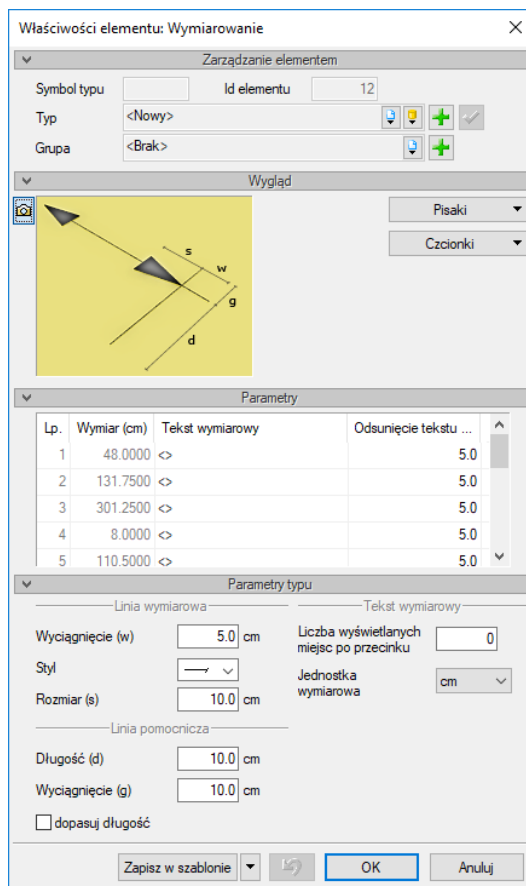 Właściwości elementu: Wymiarowanie
Zarządzanie elementem
Symbol typu Id elementu 12
Typ <Nowy>
Grupa <Brak>
Wygląd
s
w
g
d
Pisaki
Czcionki
Parametry
Lp. Wymiar (cm) Tekst wymiarowy Odsunięcie tekstu ...
1 48.0000 <> 5.0
2 131.7500 <> 5.0
3 301.2500 <> 5.0
4 8.0000 <> 5.0
5 110.5000 <> 5.0
Parametry typu
Linia wymiarowa
Wyciągnięcie (w) 5.0 cm
Styl
Rozmiar (s) 10.0 cm
Linia pomocnicza
Długość (d) 10.0 cm
Wyciągnięcie (g) 10.0 cm
dopasuj długość
Tekst wymiarowy
Liczba wyświetlanych
miejsc po przecinku 0
Jednostka
wymiarowa cm
Zapisz w szablonie OK Anuluj